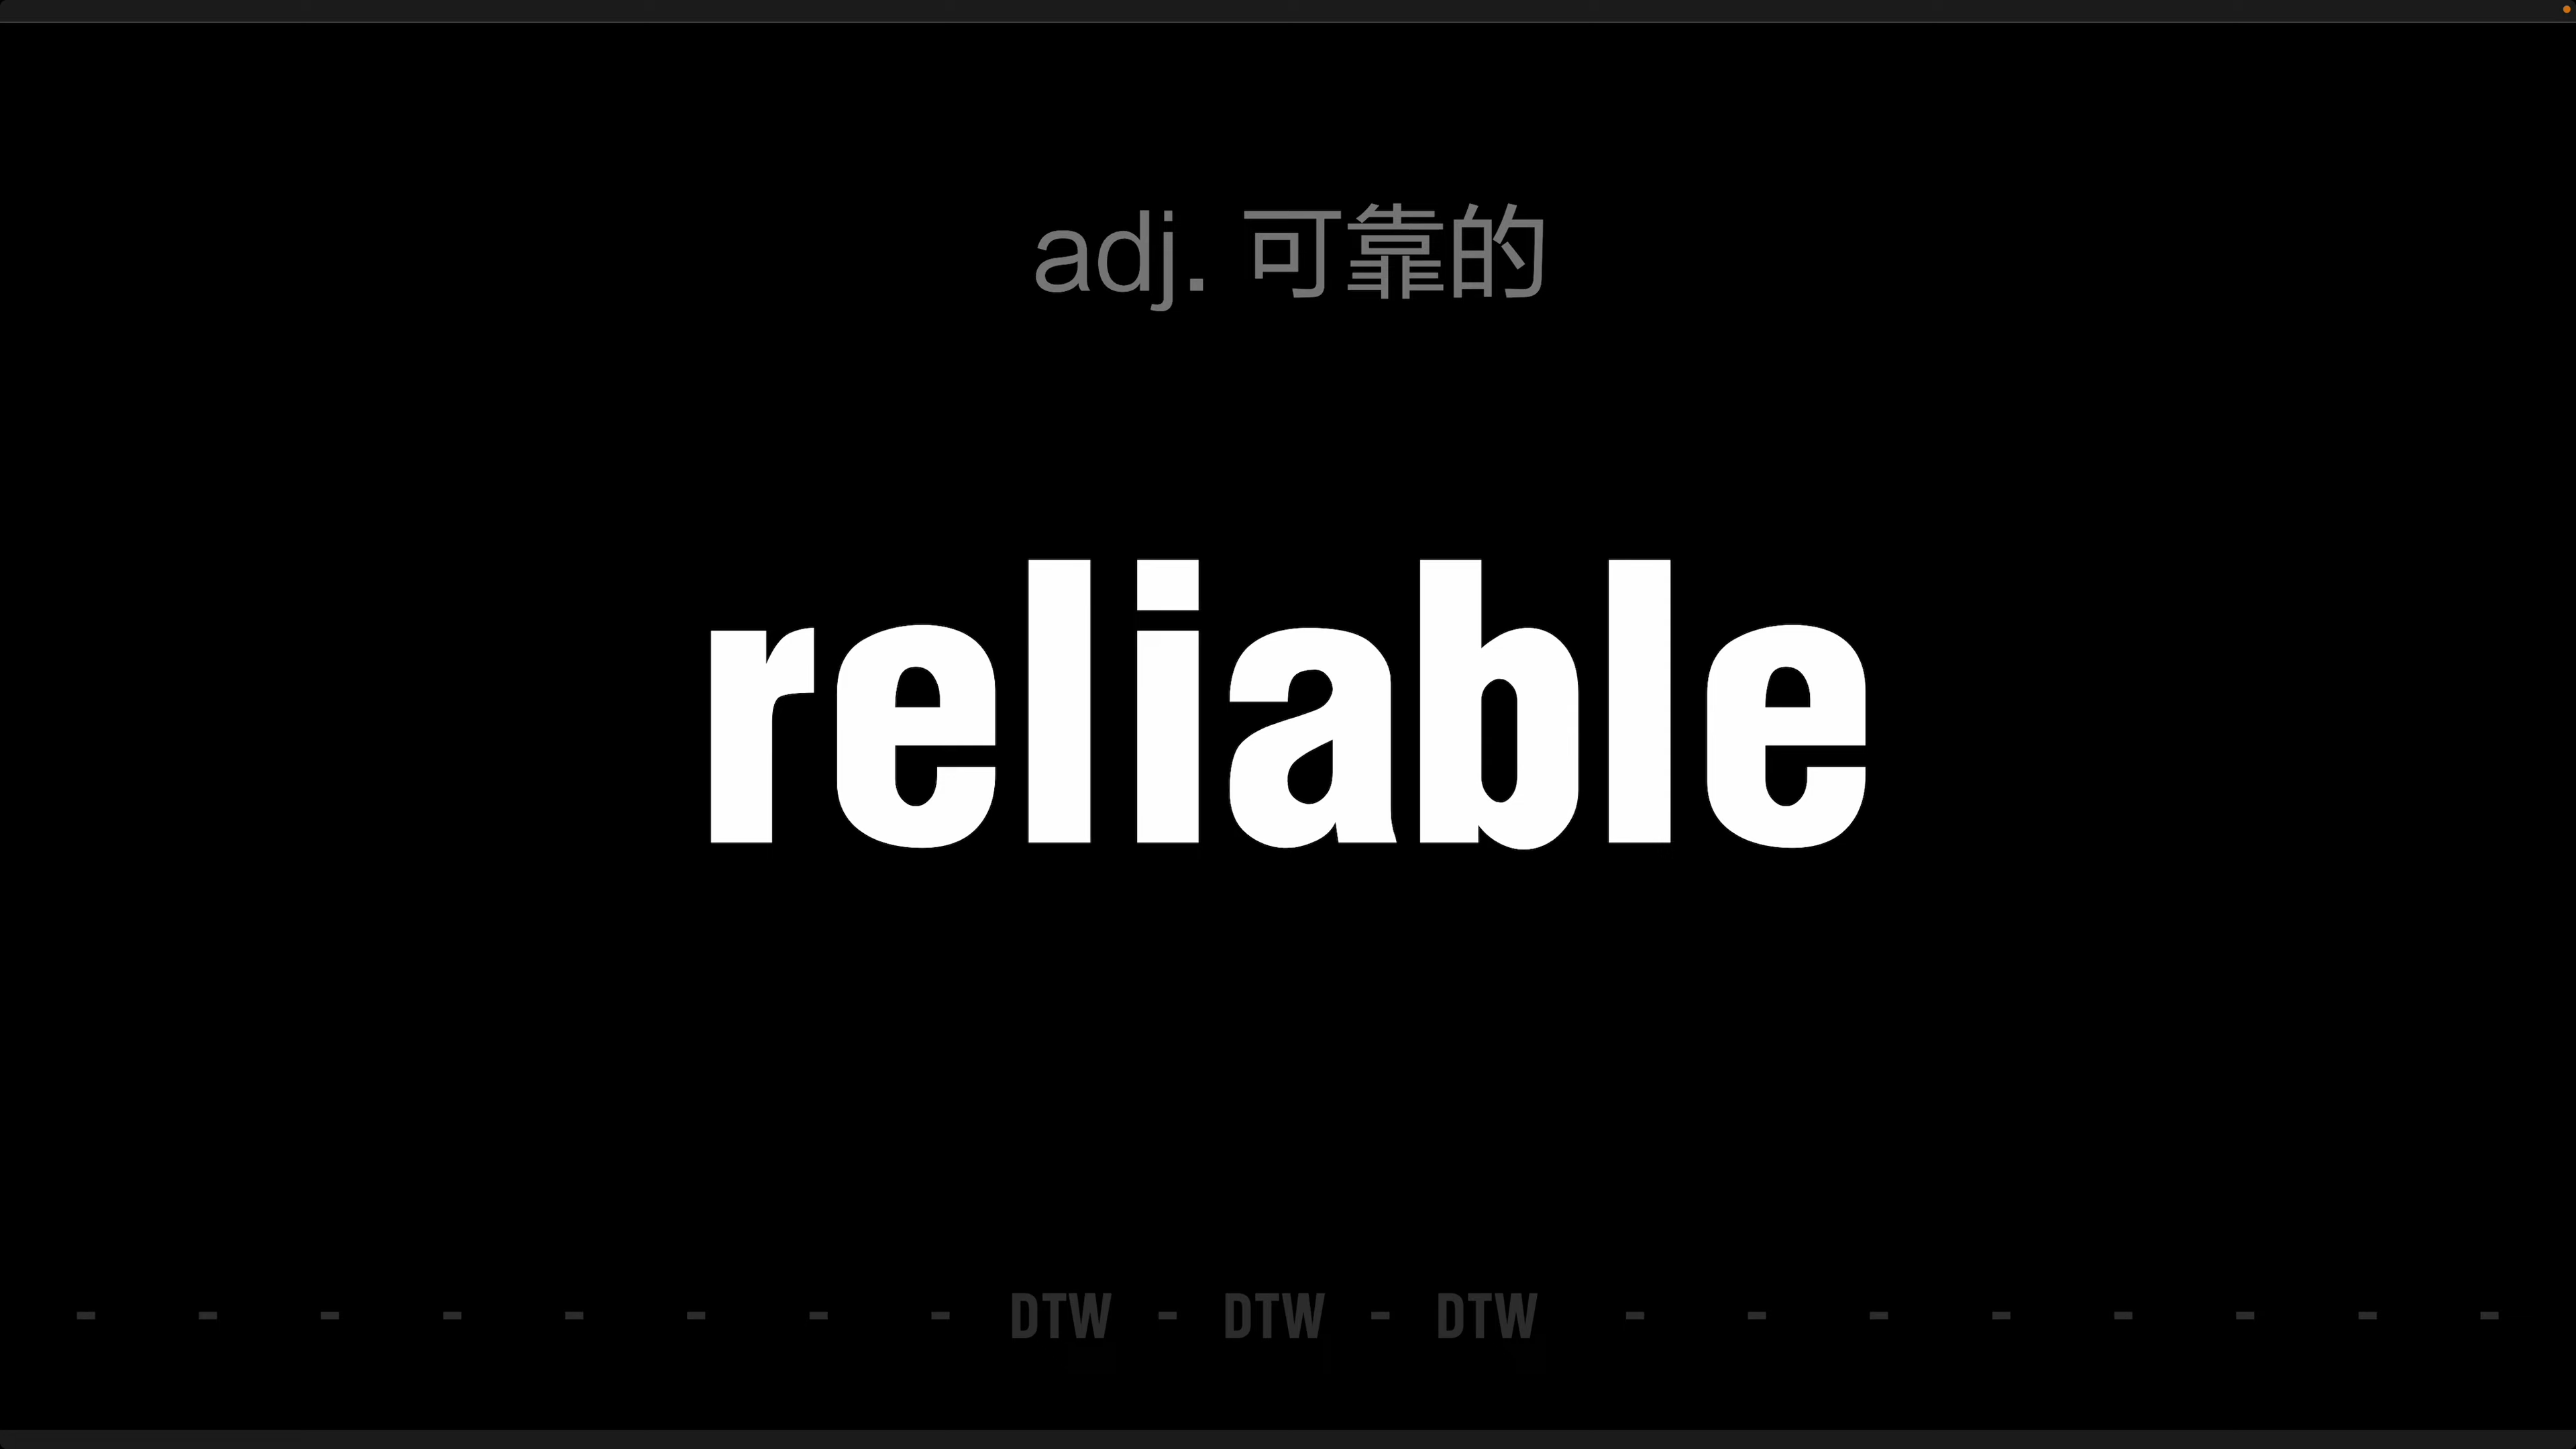 adj. 可靠的
reliable
- - - - - - - - DTW - DTW - DTW - - - - - - - -